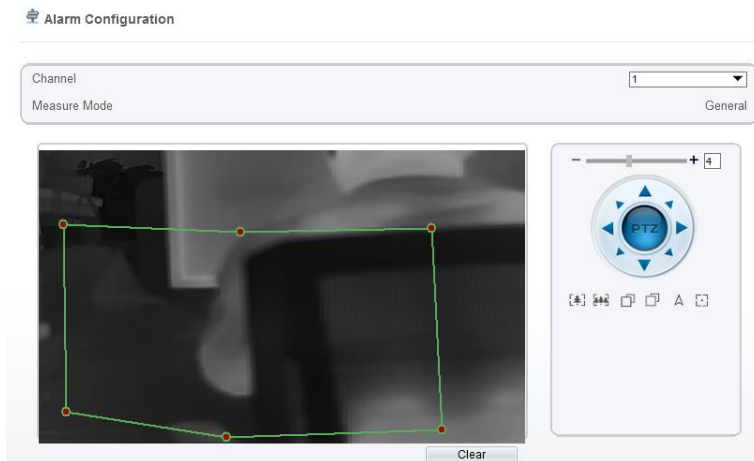 Alarm Configuration
Channel
1
Measure Mode
General
4
PTZ
Clear